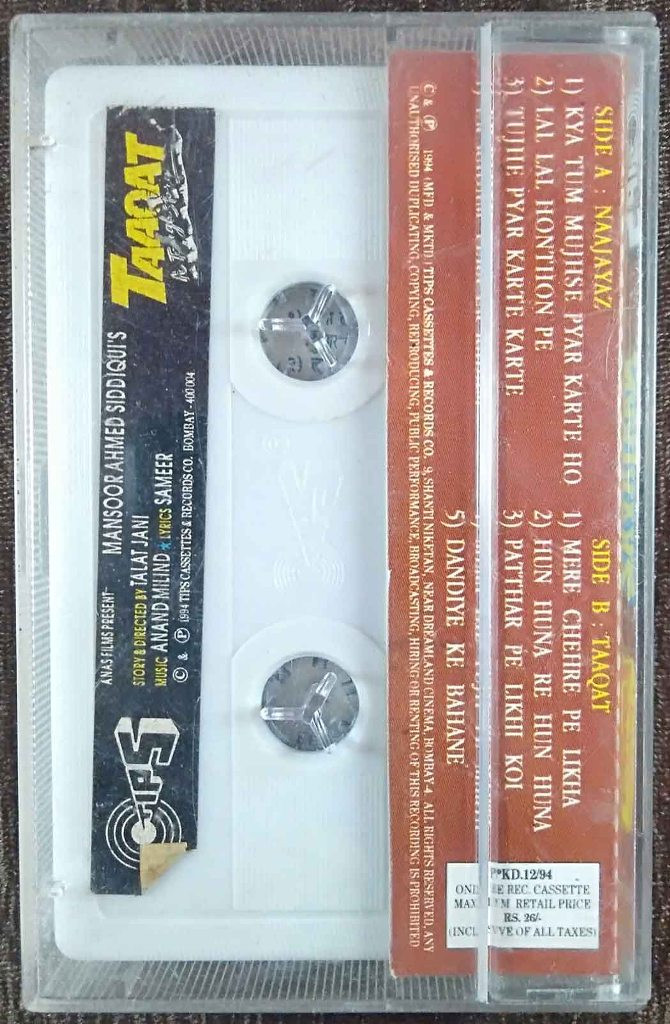 SIDE A : NAAJAYAZ
1) KYA TUM MUJHSE PYAR KARTE HO
2) LAL LAL HONTHON PE
3) TUJHE PYAR KARTE KARTE
SIDE B : TAAQAT
1) MERE CHEHRE PE LIKHA
2) HUN HUNA RE HUN HUNA
3) PATTHAR PE LIKHI KOI
5) DANDIYE KE BAHANE
© & ℗ 1994 MFD. & MKTD. TIPS CASSETTES & RECORDS CO. 9, SHANTI NIKETAN, NEAR DREAMLAND CINEMA, BOMBAY-4. ALL RIGHTS RESERVED, ANY
UNAUTHORISED DUPLICATING, COPYING, REPRODUCING, PUBLIC PERFORMANCE, BROADCASTING, HIRING OR RENTING OF THIS RECORDING IS PROHIBITED
PKD.12/94
REC. CASSETTE
RETAIL PRICE
RS. 26/-
OF ALL TAXES)
TAAQAT
ANAS FILMS PRESENT
MANSOOR AHMED SIDDIQUI'S
STORY & DIRECTED BY TALAT JANI
MUSIC ANAND MILIND ★ LYRICS SAMEER
© & ℗ 1994 TIPS CASSETTES & RECORDS CO. BOMBAY - 400 004
TIPS